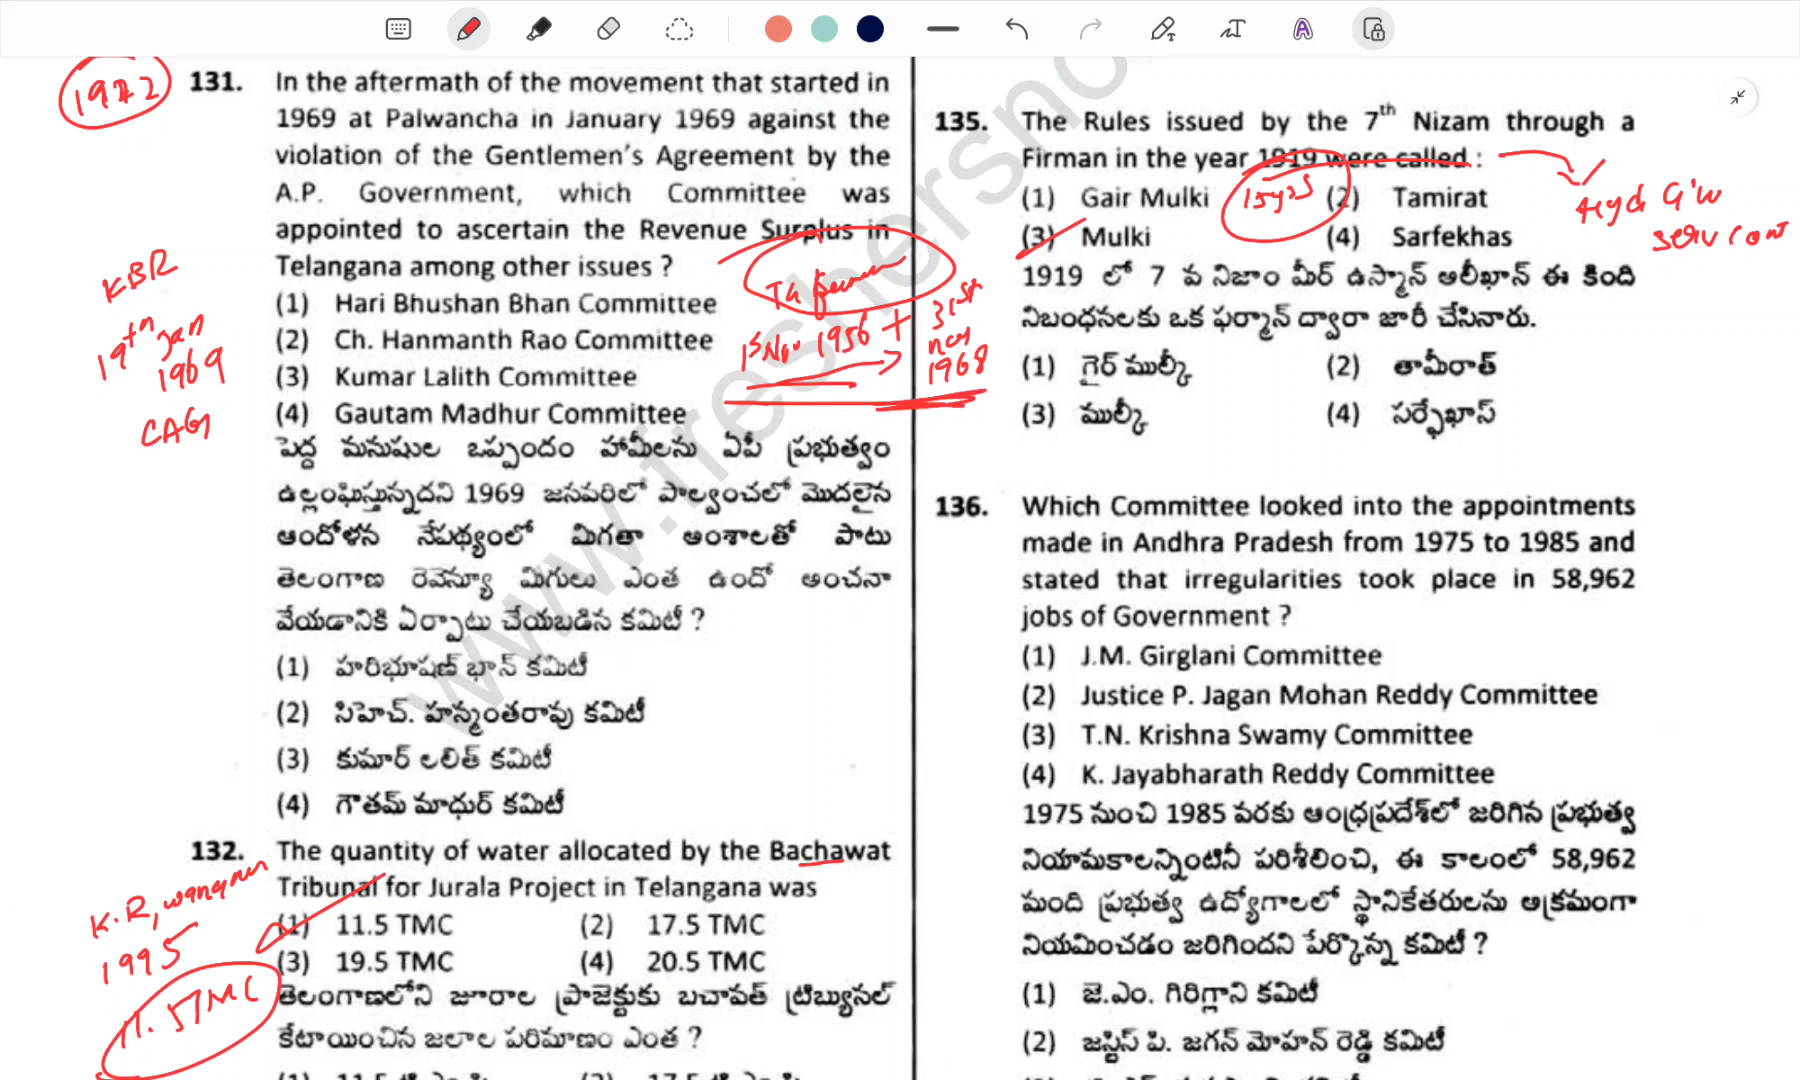 131. In the aftermath of the movement that started in
1969 at Palwancha in January 1969 against the
violation of the Gentlemen's Agreement by the
A.P. Government, which Committee was
appointed to ascertain the Revenue Surplus in
Telangana among other issues ?
(1) Hari Bhushan Bhan Committee
(2) Ch. Hanmanth Rao Committee
(3) Kumar Lalith Committee
(4) Gautam Madhur Committee
పెద్ద మనుషుల ఒప్పందం హామీలను ఏపీ ప్రభుత్వం
ఉల్లంఘిస్తున్నదని 1969 జనవరిలో పాల్వంచలో మొదలైన
ఆందోళన నేపథ్యంలో మిగతా అంశాలతో పాటు
తెలంగాణ రెవెన్యూ మిగులు ఎంత ఉందో అంచనా
వేయడానికి ఏర్పాటు చేయబడిన కమిటీ ?
(1) హరిభూషణ్ భాన్ కమిటీ
(2) సిహెచ్. హన్మంతరావు కమిటీ
(3) కుమార్ లలిత్ కమిటీ
(4) గౌతమ్ మాధుర్ కమిటీ
132. The quantity of water allocated by the Bachawat
Tribunal for Jurala Project in Telangana was
(1) 11.5 TMC (2) 17.5 TMC
(3) 19.5 TMC (4) 20.5 TMC
తెలంగాణలోని జూరాల ప్రాజెక్టుకు బచావత్ ట్రిబ్యునల్
కేటాయించిన జలాల పరిమాణం ఎంత ?
1972
KBR
19th Jan
1969
CAG
1st Nov 1956 +
31st
1968
1995
11.5TMC
135. The Rules issued by the 7th Nizam through a
Firman in the year 1919 were called :
(1) Gair Mulki (2) Tamirat
(3) Mulki (4) Sarfekhas
1919 లో 7 వ నిజాం మీర్ ఉస్మాన్ ఆలీఖాన్ ఈ కింది
నిబంధనలకు ఒక ఫర్మాన్ ద్వారా జారీ చేసినారు.
(1) గైర్ ముల్కీ (2) తామీరాత్
(3) ముల్కీ (4) సర్ఫేఖాస్
15yrs
136. Which Committee looked into the appointments
made in Andhra Pradesh from 1975 to 1985 and
stated that irregularities took place in 58,962
jobs of Government ?
(1) J.M. Girglani Committee
(2) Justice P. Jagan Mohan Reddy Committee
(3) T.N. Krishna Swamy Committee
(4) K. Jayabharath Reddy Committee
1975 నుంచి 1985 వరకు ఆంధ్రప్రదేశ్‌లో జరిగిన ప్రభుత్వ
నియామకాలన్నింటినీ పరిశీలించి, ఈ కాలంలో 58,962
మంది ప్రభుత్వ ఉద్యోగాలలో స్థానికేతరులను అక్రమంగా
నియమించడం జరిగిందని పేర్కొన్న కమిటీ ?
(1) జె.ఎం. గిరిగ్లాని కమిటీ
(2) జస్టిస్ పి. జగన్ మోహన్ రెడ్డి కమిటీ